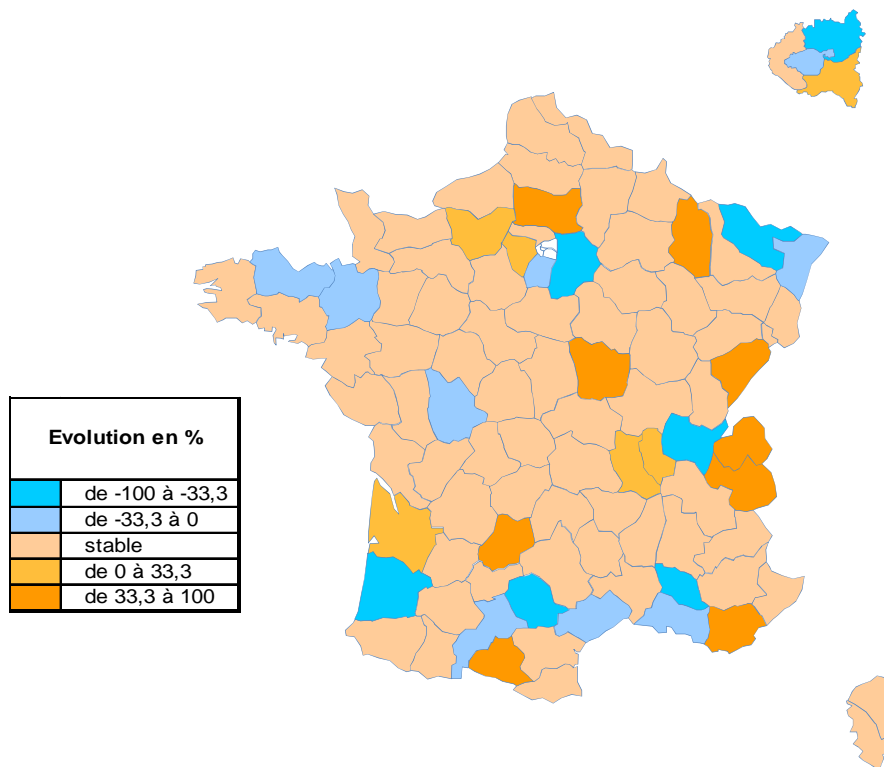 Evolution en %
de -100 à -33,3
de -33,3 à 0
stable
de 0 à 33,3
de 33,3 à 100